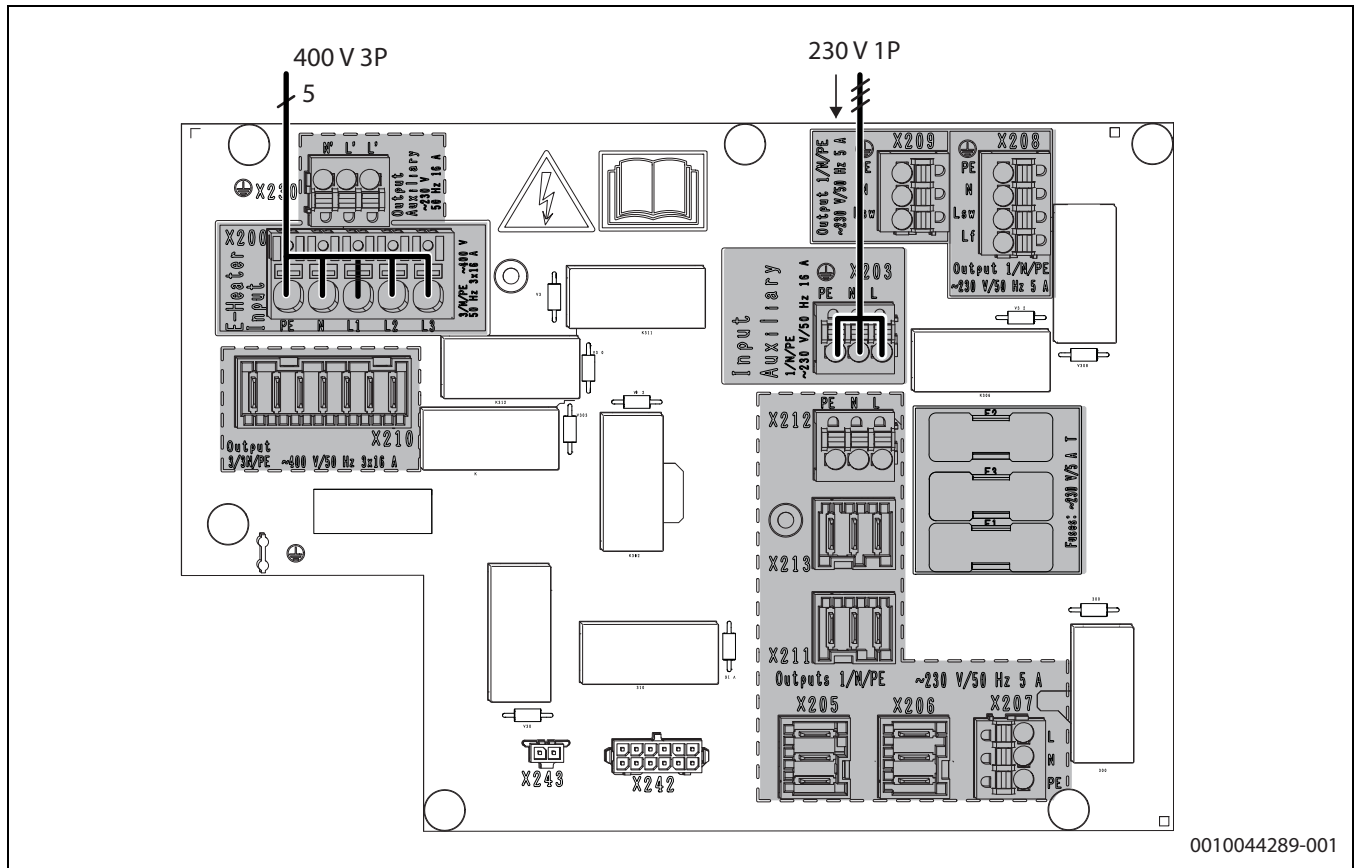 400 V 3P
5
230 V 1P
N' L' L'
X230
Output
Auxiliary
~230 V
50 Hz 16 A
X200
E-Heater
Input
3/N/PE ~400 V
50 Hz 3x16 A
PE N L1 L2 L3
Output 1/N/PE
~230 V/50 Hz 5 A
X209
Lsw
X208
PE
N
Lsw
Lf
Output 1/N/PE
~230 V/50 Hz 5 A
Input
Auxiliary
1/N/PE
~230 V/50 Hz 16 A
X203
PE N L
X210
Output
3/3N/PE ~400 V/50 Hz 3x16 A
X212
PE N L
F3
Fuses: ~230 V/5 A T
X213
X211
Outputs 1/N/PE ~230 V/50 Hz 5 A
X205
X206
X207
L
N
PE
X243
X242
0010044289-001